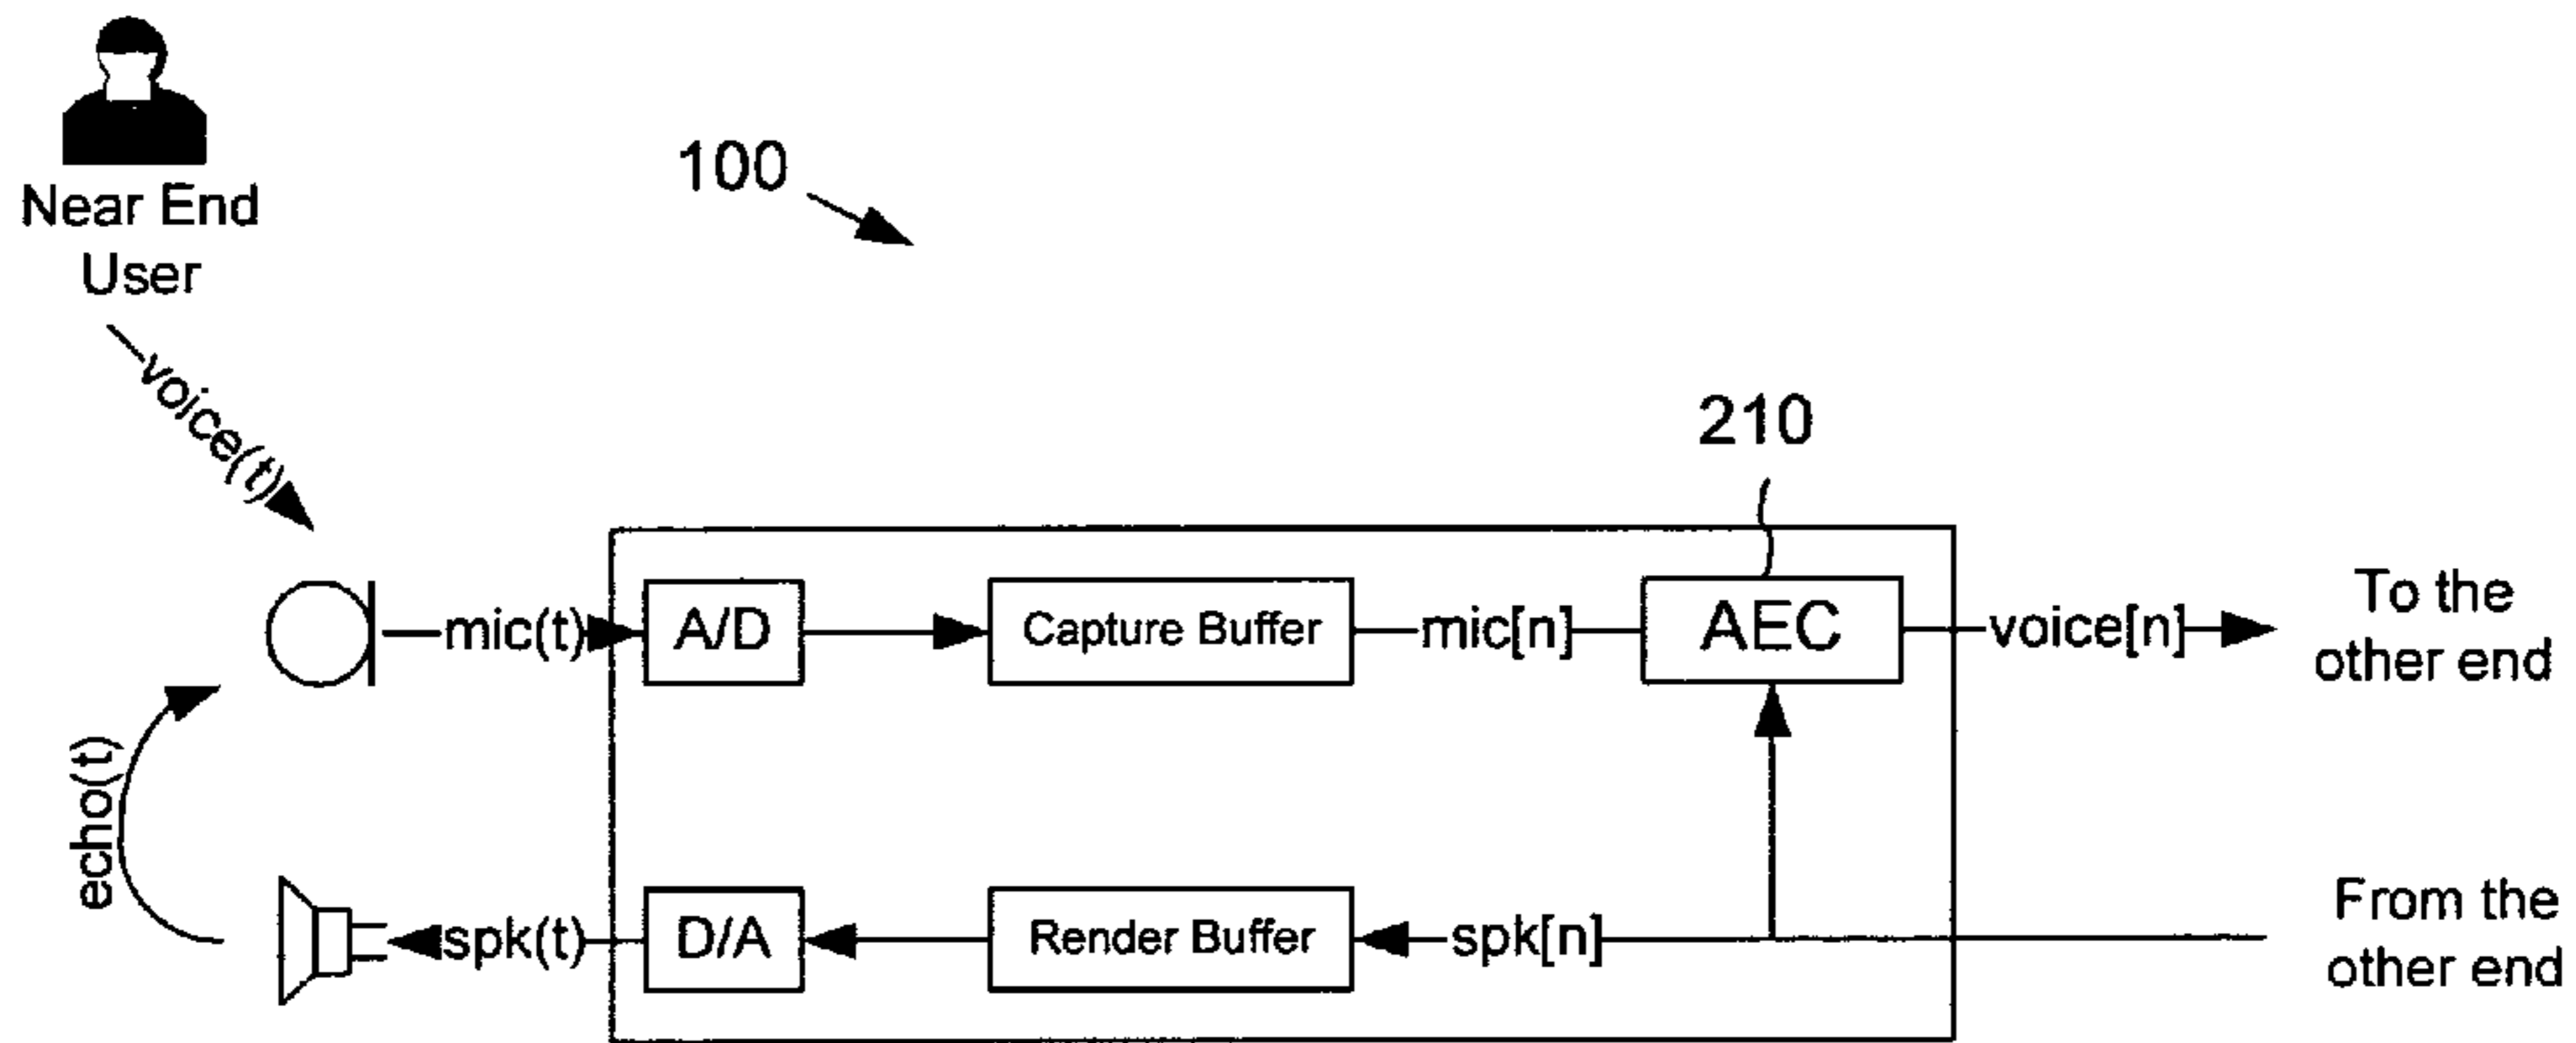 Near End
User
100
voice(t)
210
mic(t)
A/D
Capture Buffer
mic[n]
AEC
voice[n]
To the
other end
echo(t)
spk(t)
D/A
Render Buffer
spk[n]
From the
other end